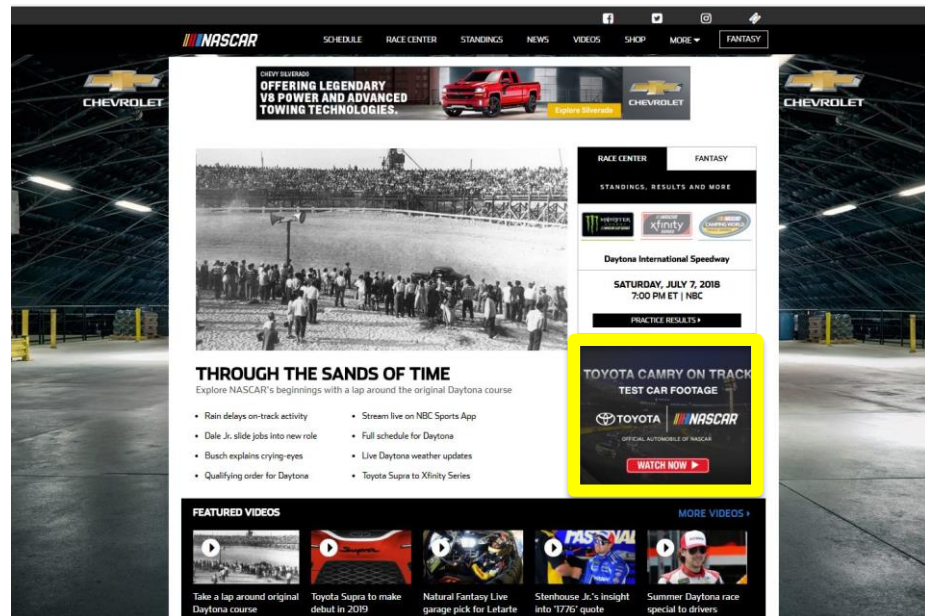 NASCAR
SCHEDULE
RACE CENTER
STANDINGS
NEWS
VIDEOS
SHOP
MORE
FANTASY
CHEVROLET
CHEVY SILVERADO
OFFERING LEGENDARY
V8 POWER AND ADVANCED
TOWING TECHNOLOGIES.
Explore Silverado
CHEVROLET
CHEVROLET
RACE CENTER
FANTASY
STANDINGS, RESULTS AND MORE
xfinity
Daytona International Speedway
SATURDAY, JULY 7, 2018
7:00 PM ET | NBC
PRACTICE RESULTS
THROUGH THE SANDS OF TIME
Explore NASCAR's beginnings with a lap around the original Daytona course
• Rain delays on-track activity
• Dale Jr. slide jobs into new role
• Busch explains crying-eyes
• Qualifying order for Daytona
• Stream live on NBC Sports App
• Full schedule for Daytona
• Live Daytona weather updates
• Toyota Supra to Xfinity Series
TOYOTA CAMRY ON TRACK
TEST CAR FOOTAGE
TOYOTA | NASCAR
OFFICIAL AUTOMOBILE OF NASCAR
WATCH NOW
FEATURED VIDEOS
MORE VIDEOS
Take a lap around original
Daytona course
Toyota Supra to make
debut in 2019
Natural Fantasy Live
garage pick for Letarte
Stenhouse Jr.'s insight
into '1776' quote
Summer Daytona race
special to drivers